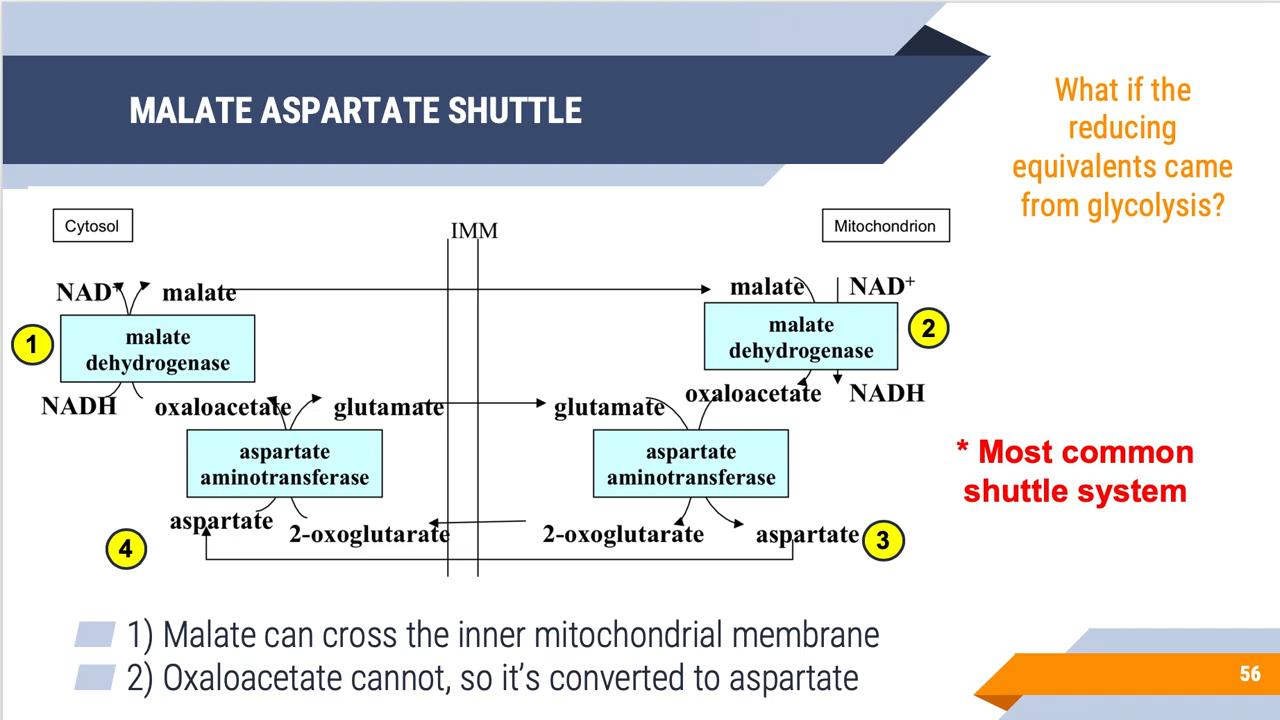 MALATE ASPARTATE SHUTTLE
What if the
reducing
equivalents came
from glycolysis?
Cytosol
IMM
Mitochondrion
NAD+
malate
malate
NAD+
1
malate
dehydrogenase
malate
dehydrogenase
2
NADH
oxaloacetate
glutamate
glutamate
oxaloacetate
NADH
aspartate
aminotransferase
aspartate
aminotransferase
* Most common
shuttle system
aspartate
2-oxoglutarate
2-oxoglutarate
aspartate
3
4
1) Malate can cross the inner mitochondrial membrane
2) Oxaloacetate cannot, so it’s converted to aspartate
56